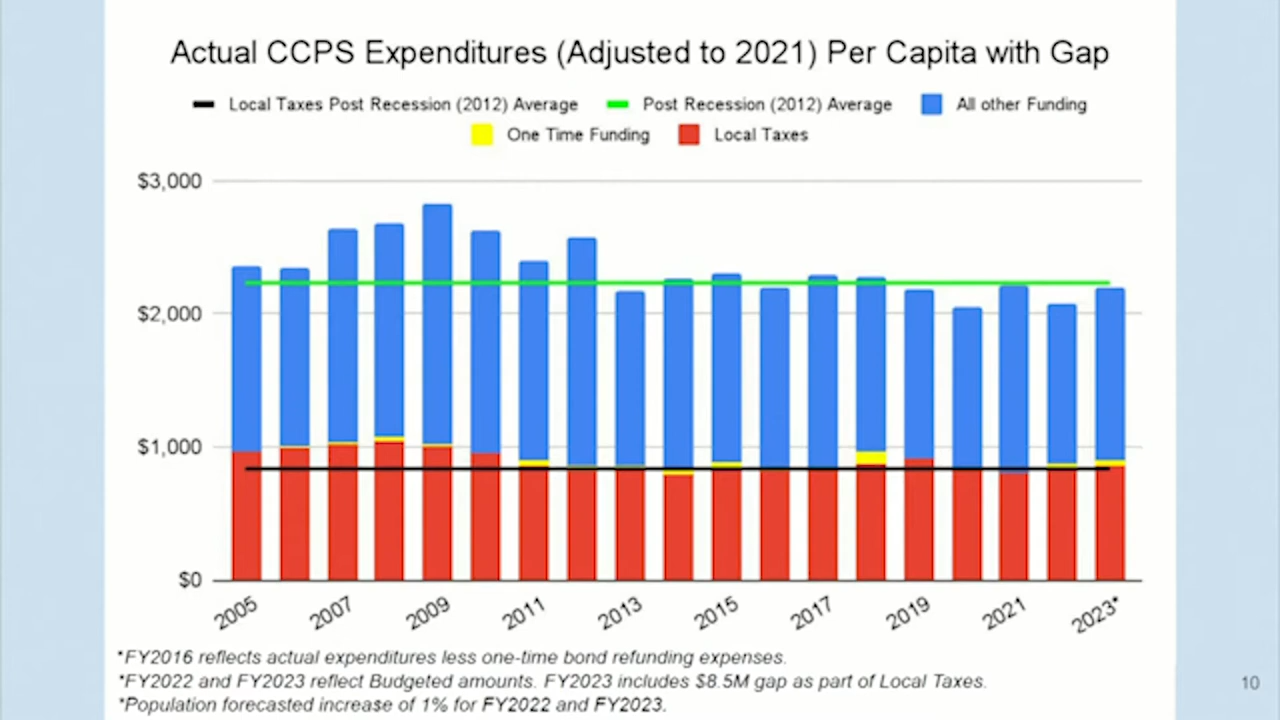 Actual CCPS Expenditures (Adjusted to 2021) Per Capita with Gap
Local Taxes Post Recession (2012) Average
Post Recession (2012) Average
All other Funding
One Time Funding
Local Taxes
$3,000
$2,000
$1,000
$0
2005
2007
2009
2011
2013
2015
2017
2019
2021
2023*
*FY2016 reflects actual expenditures less one-time bond refunding expenses.
*FY2022 and FY2023 reflect Budgeted amounts. FY2023 includes $8.5M gap as part of Local Taxes.
*Population forecasted increase of 1% for FY2022 and FY2023.
10